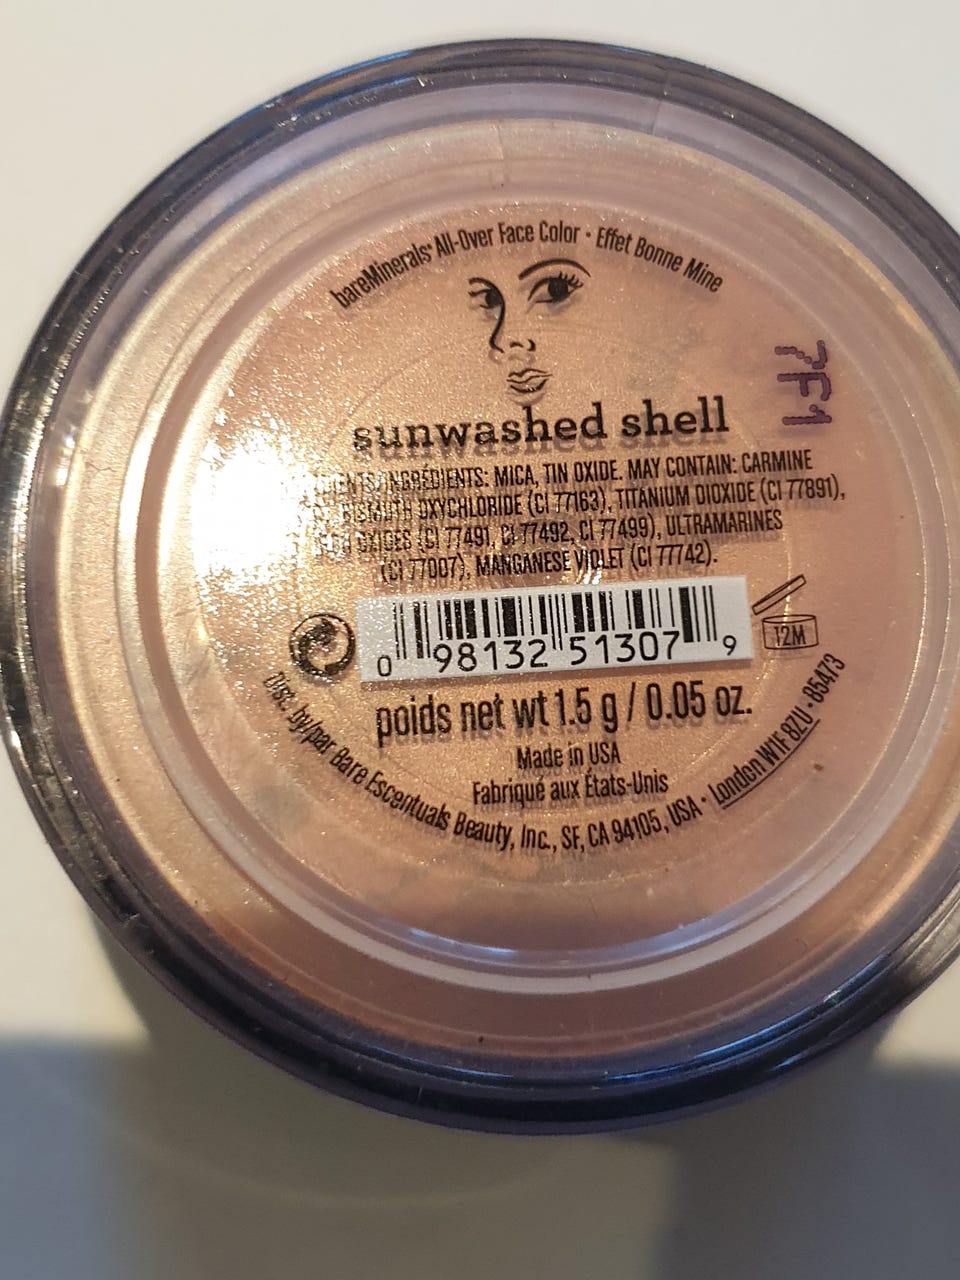 bareMinerals® All-Over Face Color • Effet Bonne Mine
7F1
sunwashed shell
INGRÉDIENTS: MICA, TIN OXIDE. MAY CONTAIN: CARMINE
BISMUTH OXYCHLORIDE (CI 77163), TITANIUM DIOXIDE (CI 77891),
OXIDES (CI 77491, CI 77492, CI 77499), ULTRAMARINES
(CI 77007), MANGANESE VIOLET (CI 77742).
0 98132 51307 9
12M
poids net wt 1.5 g / 0.05 oz.
Made in USA
Fabriqué aux États-Unis
Dist. by/par Bare Escentuals Beauty, Inc., SF, CA 94105, USA • London W1F 8ZU • 85473